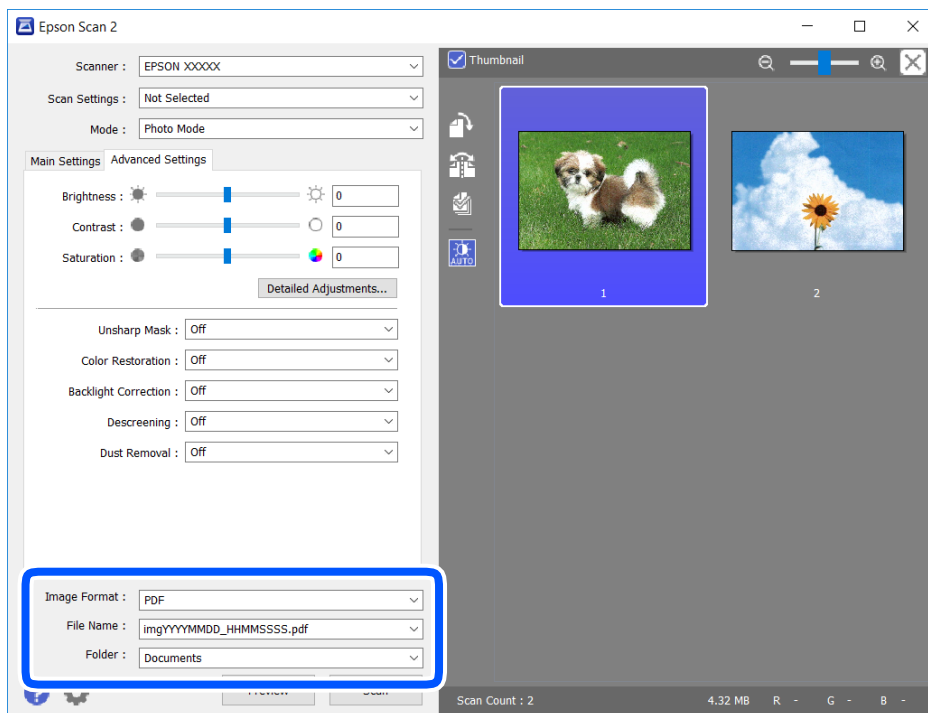 Epson Scan 2
Scanner : EPSON XXXXX
Scan Settings : Not Selected
Mode : Photo Mode
Main Settings Advanced Settings
Brightness : 0
Contrast : 0
Saturation : 0
Detailed Adjustments...
Unsharp Mask : Off
Color Restoration : Off
Backlight Correction : Off
Descreening : Off
Dust Removal : Off
Image Format : PDF
File Name : imgYYYYMMDD_HHMMSSSS.pdf
Folder : Documents
Preview Scan
Thumbnail
AUTO
1 2
Scan Count : 2 4.32 MB R - G - B -